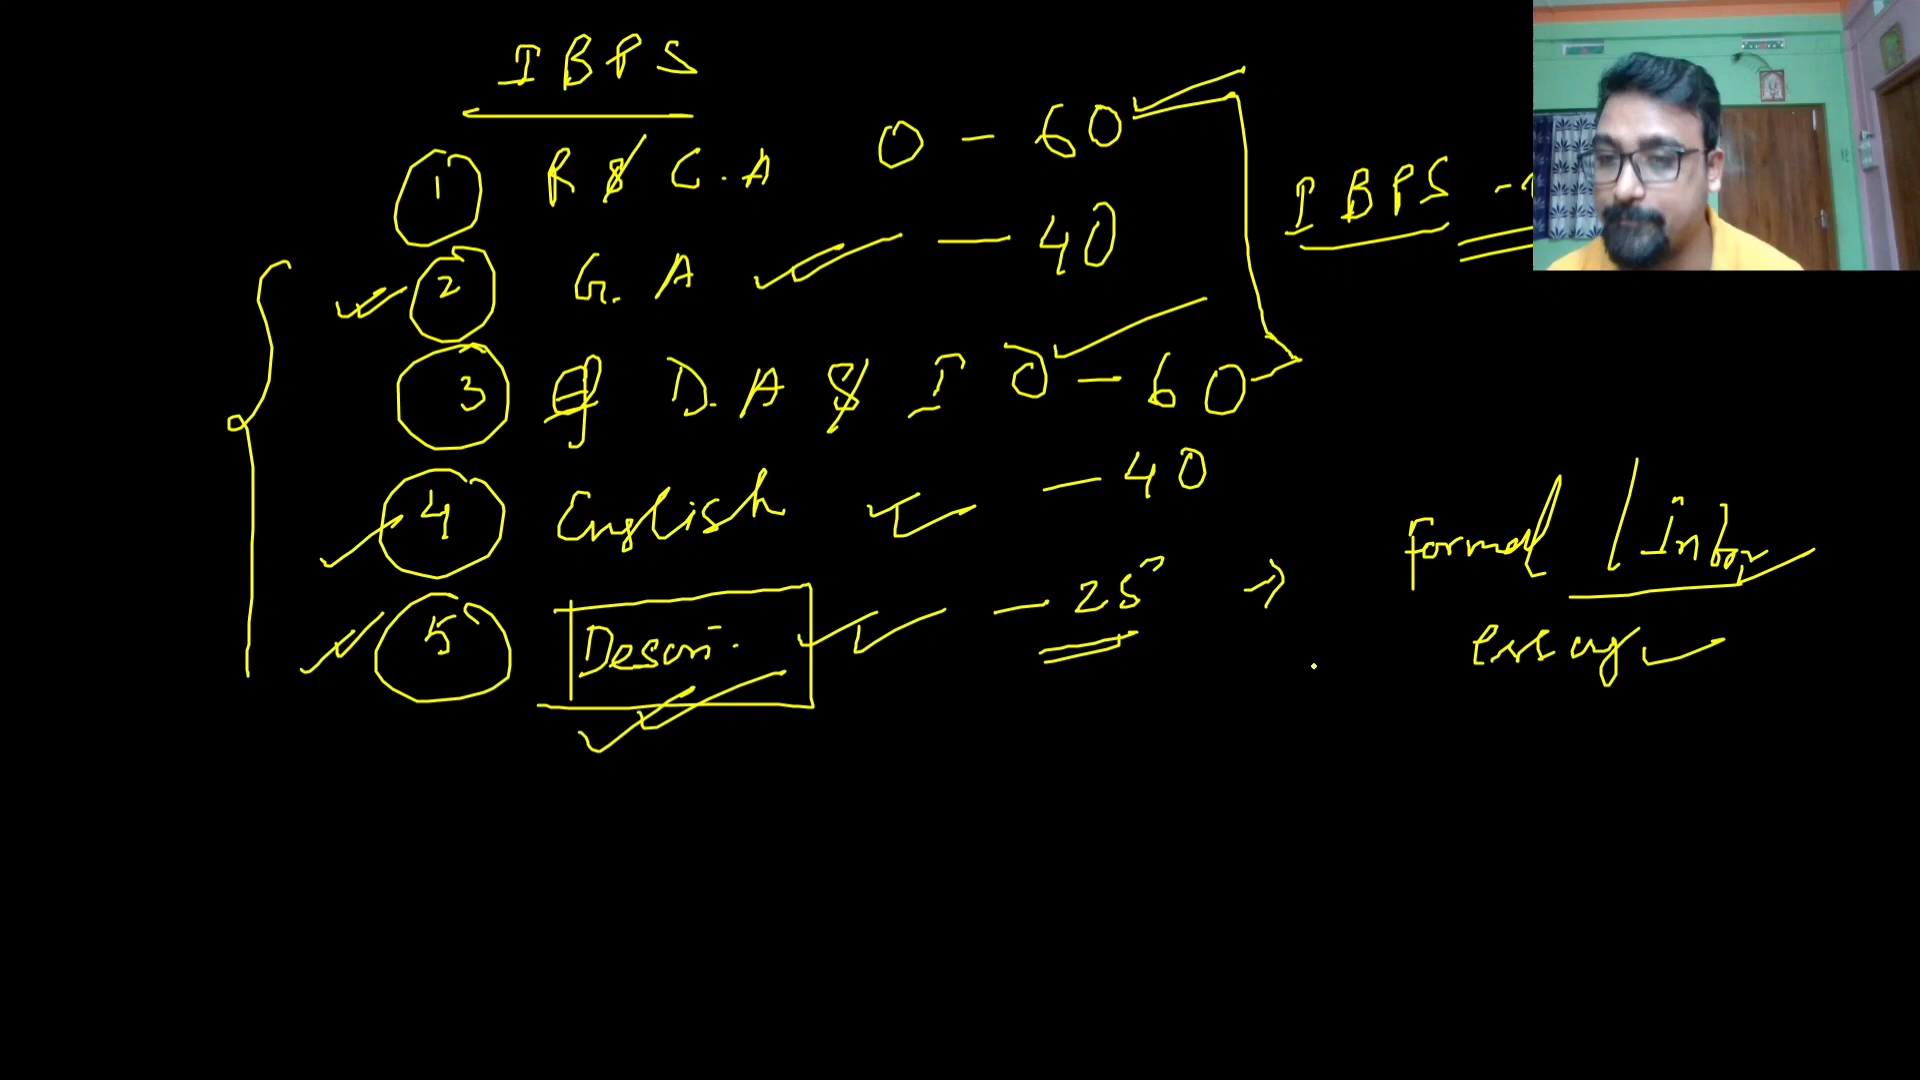 IBPS
1 R & C.A 0 - 60
IBPS -
2 G.A - 40
3 D.A & I 0 - 60
4 English - 40
5 Descri. - 25 →
Formal / Infor
essay